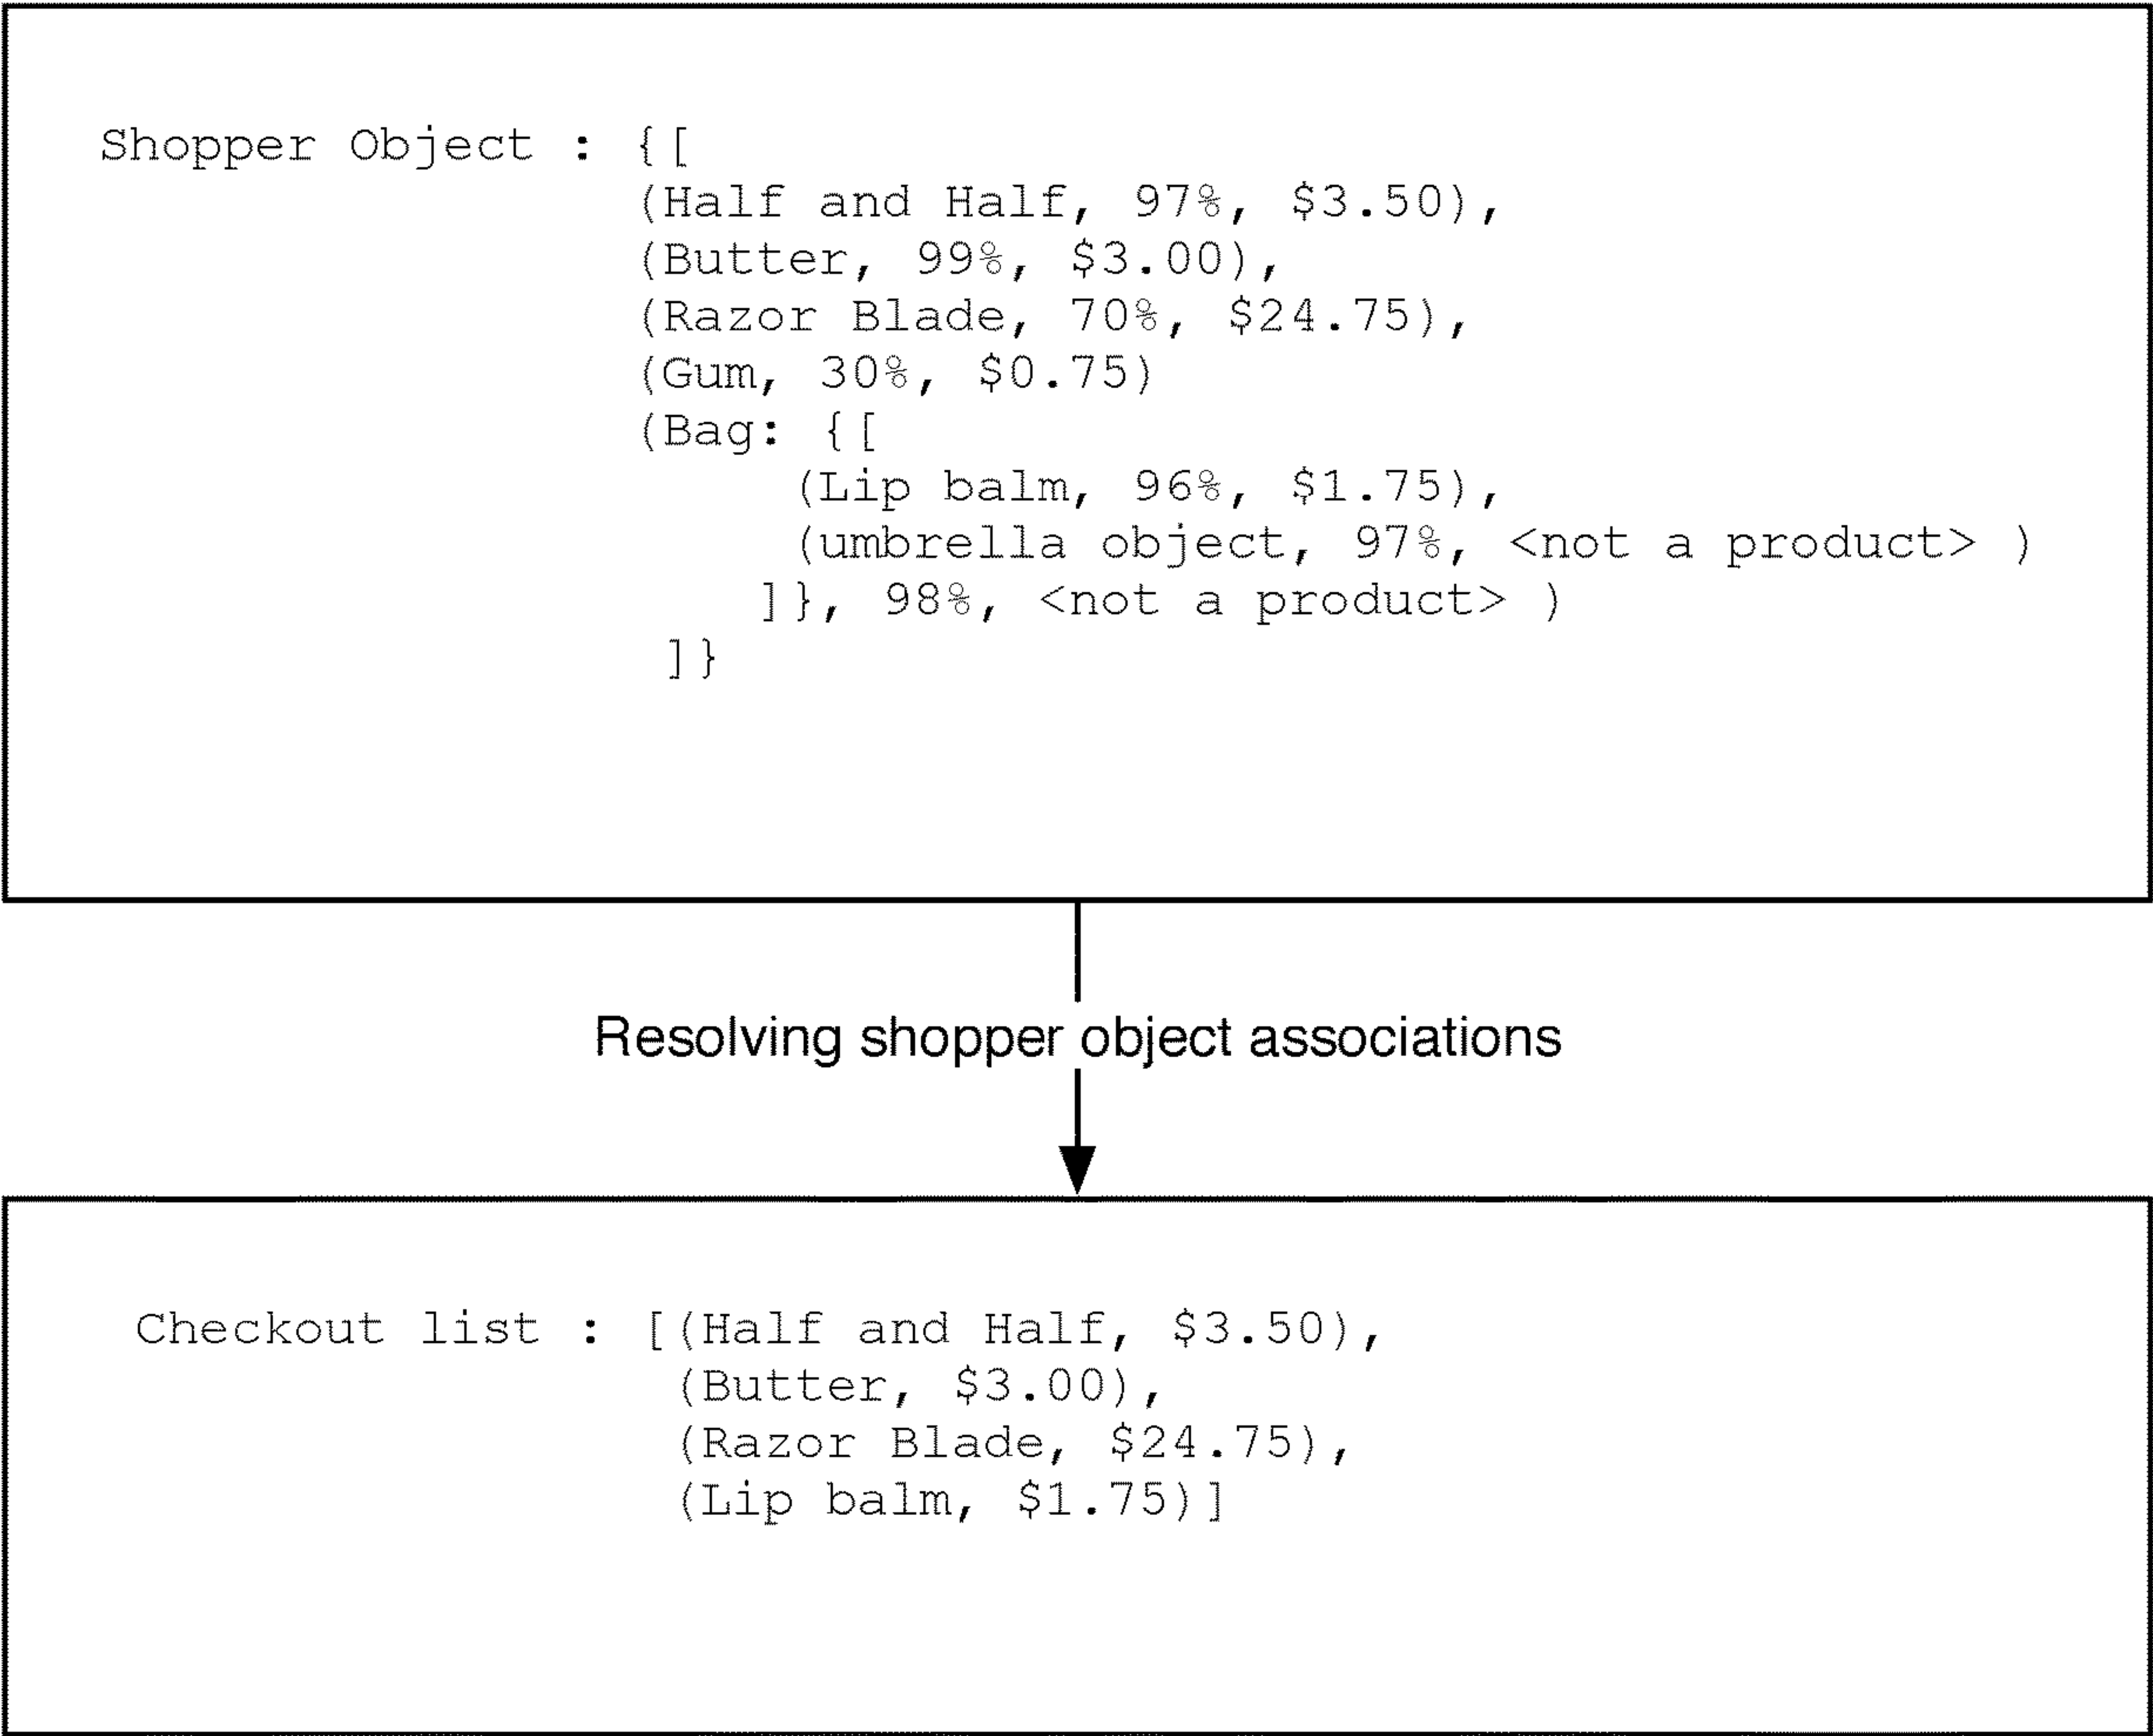 Shopper Object : {[
(Half and Half, 97%, $3.50),
(Butter, 99%, $3.00),
(Razor Blade, 70%, $24.75),
(Gum, 30%, $0.75)
(Bag: {[
(Lip balm, 96%, $1.75),
(umbrella object, 97%, <not a product> )
]}, 98%, <not a product> )
]}
Resolving shopper object associations
Checkout list : [(Half and Half, $3.50),
(Butter, $3.00),
(Razor Blade, $24.75),
(Lip balm, $1.75)]